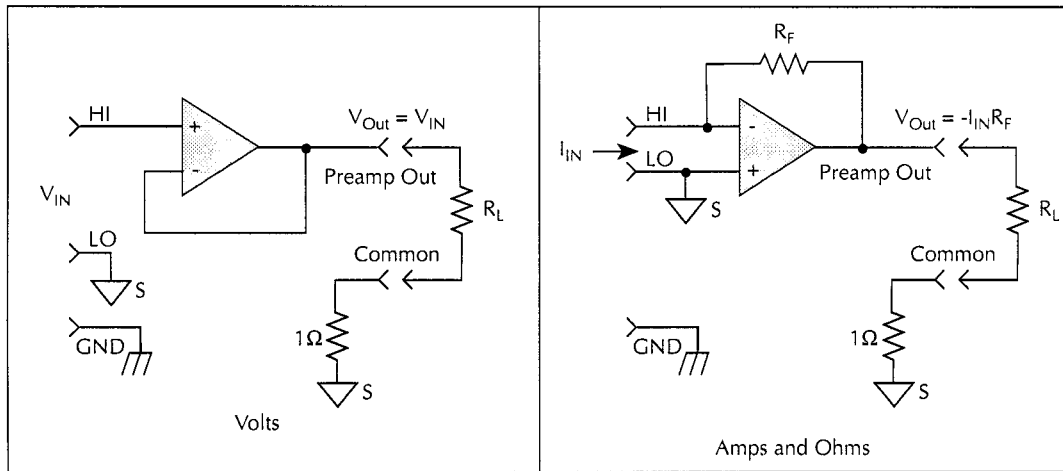 HI
+
-
V_Out = V_IN
Preamp Out
V_IN
R_L
LO
S
Common
GND
1Ω
S
Volts
R_F
HI
-
V_Out = -I_IN R_F
I_IN
LO
+
Preamp Out
S
R_L
Common
GND
1Ω
S
Amps and Ohms